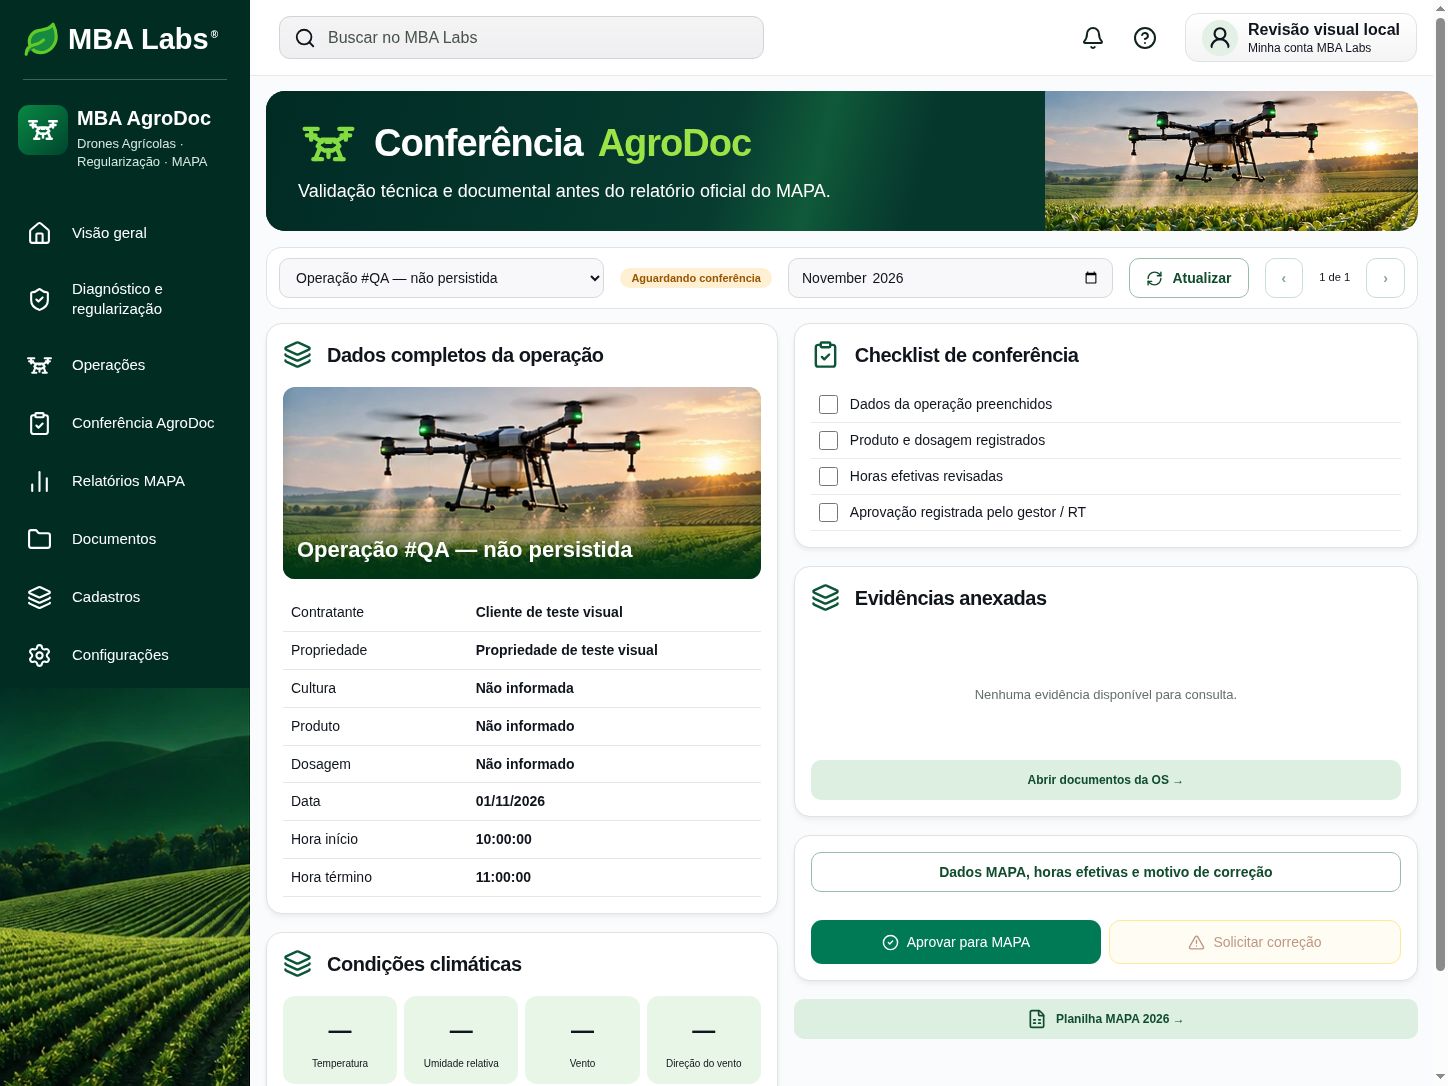 MBA Labs®
MBA AgroDoc
Drones Agrícolas ·
Regularização · MAPA
Visão geral
Diagnóstico e
regularização
Operações
Conferência AgroDoc
Relatórios MAPA
Documentos
Cadastros
Configurações
Buscar no MBA Labs
Revisão visual local
Minha conta MBA Labs
Conferência AgroDoc
Validação técnica e documental antes do relatório oficial do MAPA.
Operação #QA — não persistida
Aguardando conferência
November 2026
Atualizar
‹
1 de 1
›
Dados completos da operação
Operação #QA — não persistida
Contratante Cliente de teste visual
Propriedade Propriedade de teste visual
Cultura Não informada
Produto Não informado
Dosagem Não informado
Data 01/11/2026
Hora início 10:00:00
Hora término 11:00:00
Condições climáticas
— — — —
Temperatura Umidade relativa Vento Direção do vento
Checklist de conferência
Dados da operação preenchidos
Produto e dosagem registrados
Horas efetivas revisadas
Aprovação registrada pelo gestor / RT
Evidências anexadas
Nenhuma evidência disponível para consulta.
Abrir documentos da OS →
Dados MAPA, horas efetivas e motivo de correção
Aprovar para MAPA
Solicitar correção
Planilha MAPA 2026 →